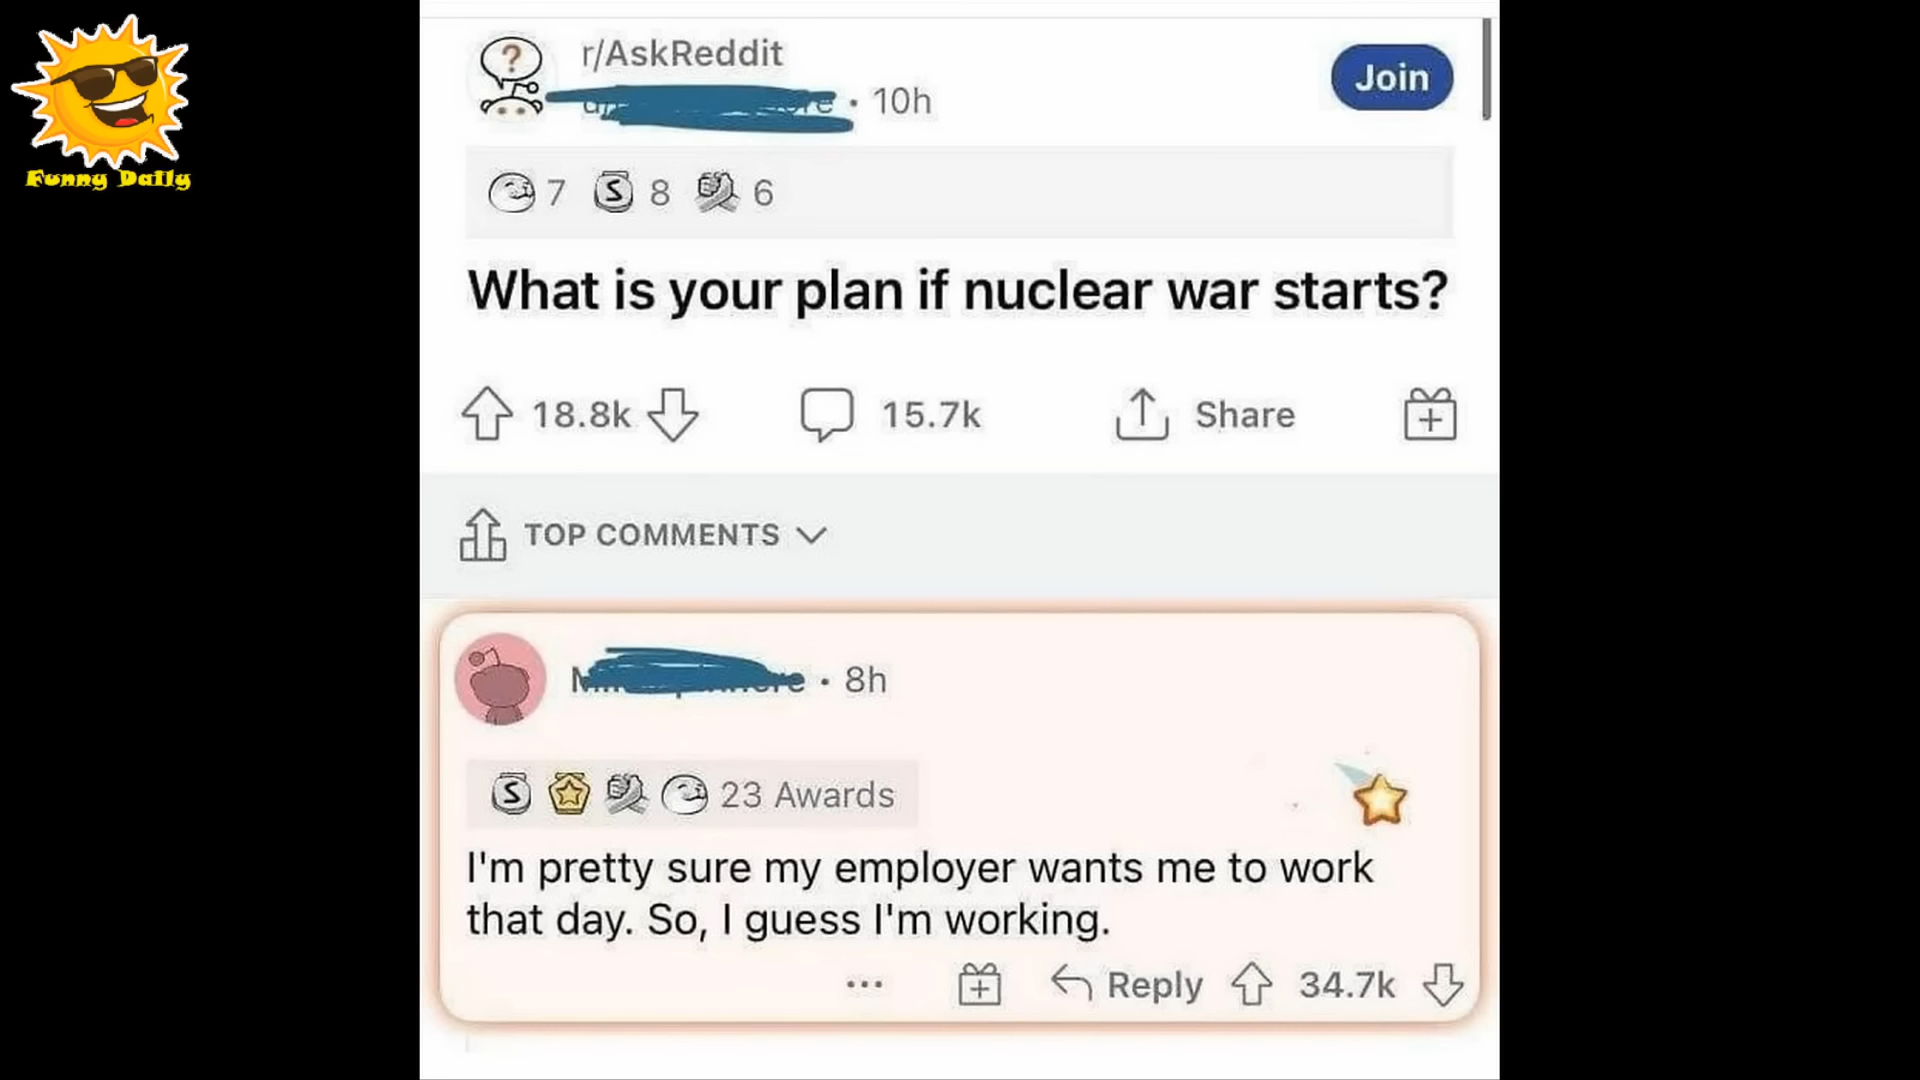 Funny Daily
r/AskReddit
• 10h
Join
7 8 6
What is your plan if nuclear war starts?
18.8k 15.7k Share
TOP COMMENTS
• 8h
23 Awards
I'm pretty sure my employer wants me to work
that day. So, I guess I'm working.
... Reply 34.7k